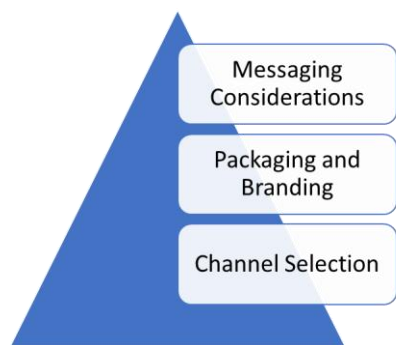 Messaging
Considerations
Packaging and
Branding
Channel Selection